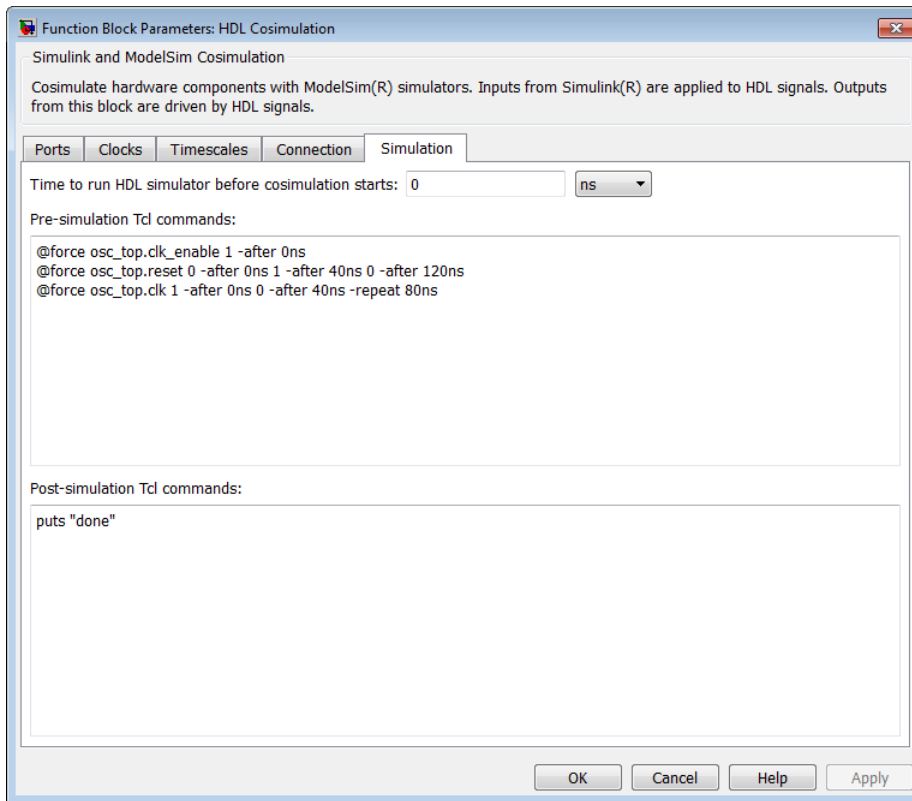 Function Block Parameters: HDL Cosimulation
Simulink and ModelSim Cosimulation
Cosimulate hardware components with ModelSim(R) simulators. Inputs from Simulink(R) are applied to HDL signals. Outputs
from this block are driven by HDL signals.
Ports Clocks Timescales Connection Simulation
Time to run HDL simulator before cosimulation starts: 0 ns
Pre-simulation Tcl commands:
@force osc_top.clk_enable 1 -after 0ns
@force osc_top.reset 0 -after 0ns 1 -after 40ns 0 -after 120ns
@force osc_top.clk 1 -after 0ns 0 -after 40ns -repeat 80ns
Post-simulation Tcl commands:
puts "done"
OK Cancel Help Apply